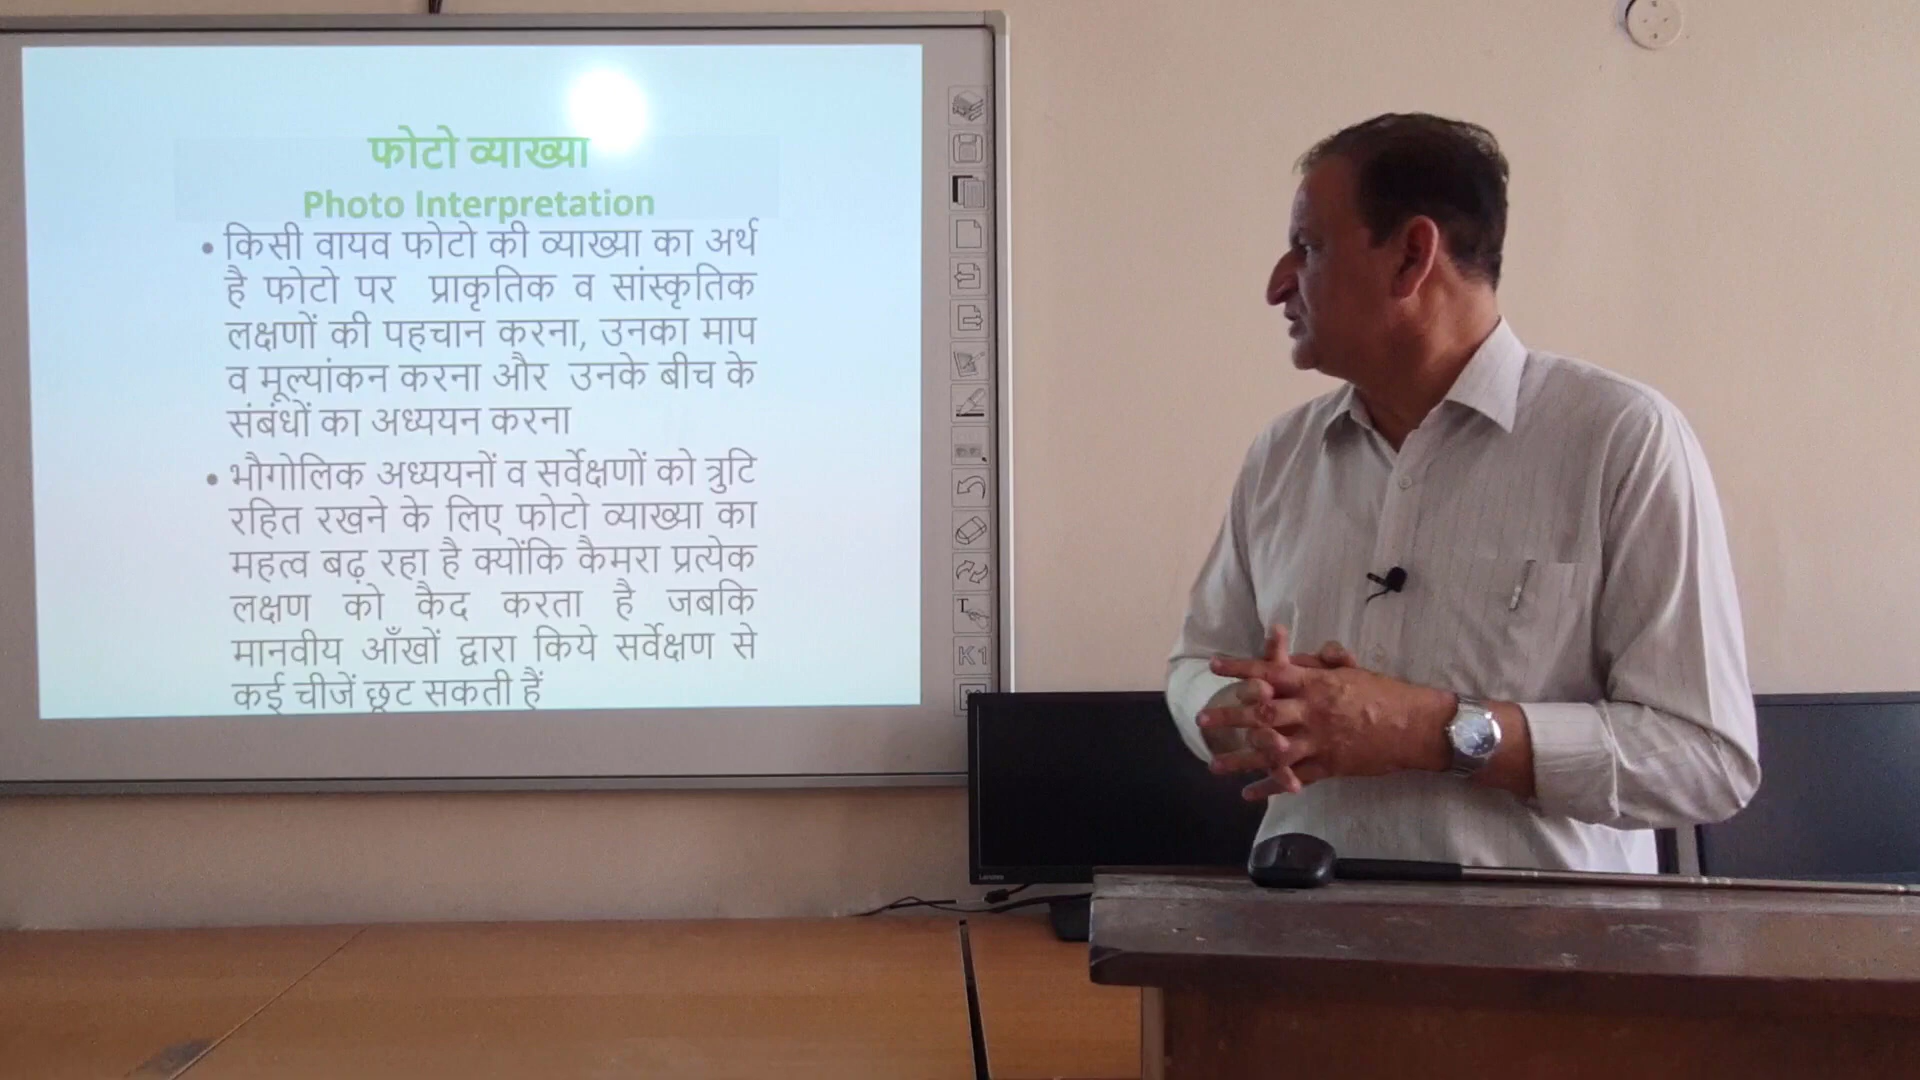 फोटो व्याख्या
Photo Interpretation
• किसी वायव फोटो की व्याख्या का अर्थ
है फोटो पर प्राकृतिक व सांस्कृतिक
लक्षणों की पहचान करना, उनका माप
व मूल्यांकन करना और उनके बीच के
संबंधों का अध्ययन करना
• भौगोलिक अध्ययनों व सर्वेक्षणों को त्रुटि
रहित रखने के लिए फोटो व्याख्या का
महत्व बढ़ रहा है क्योंकि कैमरा प्रत्येक
लक्षण को कैद करता है जबकि
मानवीय आँखों द्वारा किये सर्वेक्षण से
कई चीजें छूट सकती हैं
T
K1
Lenovo